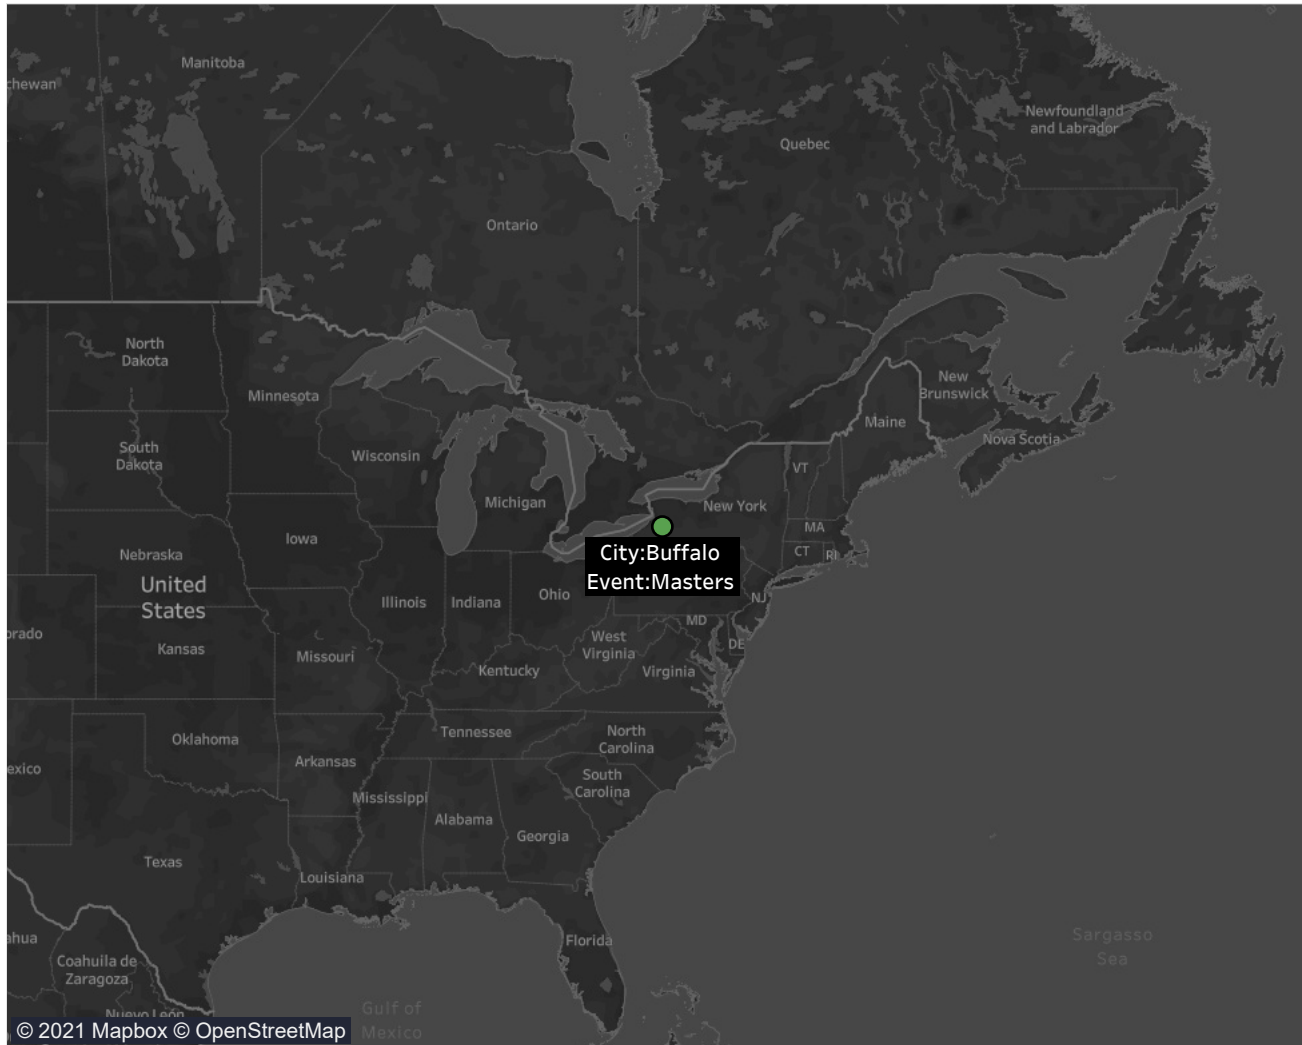 Manitoba
chewan
Newfoundland
and Labrador
Quebec
Ontario
North
Dakota
Minnesota
New
Brunswick
Maine
Nova Scotia
South
Dakota
Wisconsin
VT
Michigan
New York
MA
Iowa
CT
RI
Nebraska
City:Buffalo
Event:Masters
United
States
Illinois
Indiana
Ohio
NJ
MD
orado
West
Virginia
DE
Kansas
Missouri
Kentucky
Virginia
Oklahoma
Tennessee
North
Carolina
Arkansas
exico
South
Carolina
Mississippi
Alabama
Georgia
Texas
Louisiana
Florida
ahua
Sargasso
Sea
Coahuila de
Zaragoza
Nuevo León
Gulf of
Mexico
© 2021 Mapbox © OpenStreetMap